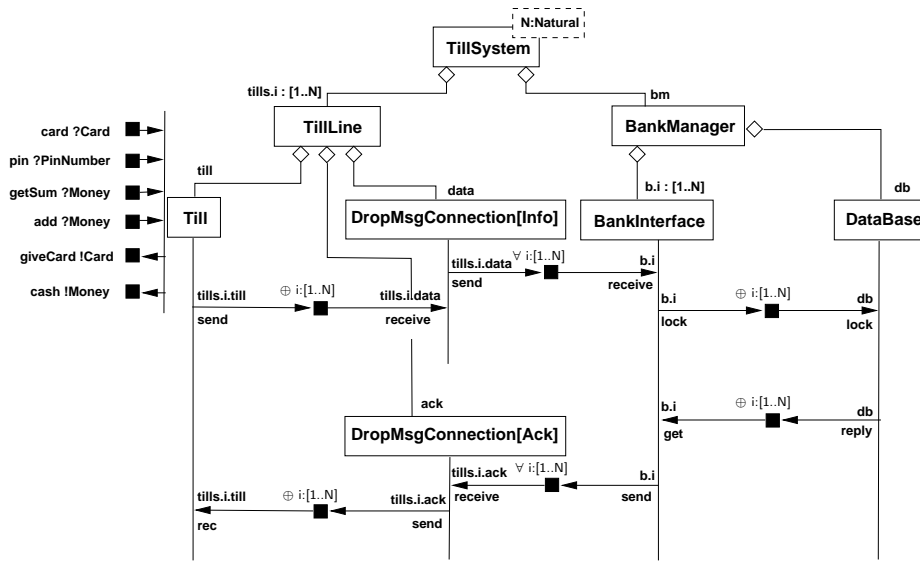 N:Natural
TillSystem
tills.i : [1..N]
bm
TillLine
BankManager
card ?Card
pin ?PinNumber
getSum ?Money
add ?Money
giveCard !Card
cash !Money
till
data
b.i : [1..N]
db
Till
DropMsgConnection[Info]
BankInterface
DataBase
tills.i.data
∀ i:[1..N]
b.i
send
receive
tills.i.till
⊕ i:[1..N]
tills.i.data
send
receive
b.i
⊕ i:[1..N]
db
lock
lock
ack
b.i
⊕ i:[1..N]
db
get
reply
DropMsgConnection[Ack]
tills.i.ack
∀ i:[1..N]
b.i
receive
send
tills.i.till
⊕ i:[1..N]
tills.i.ack
rec
send